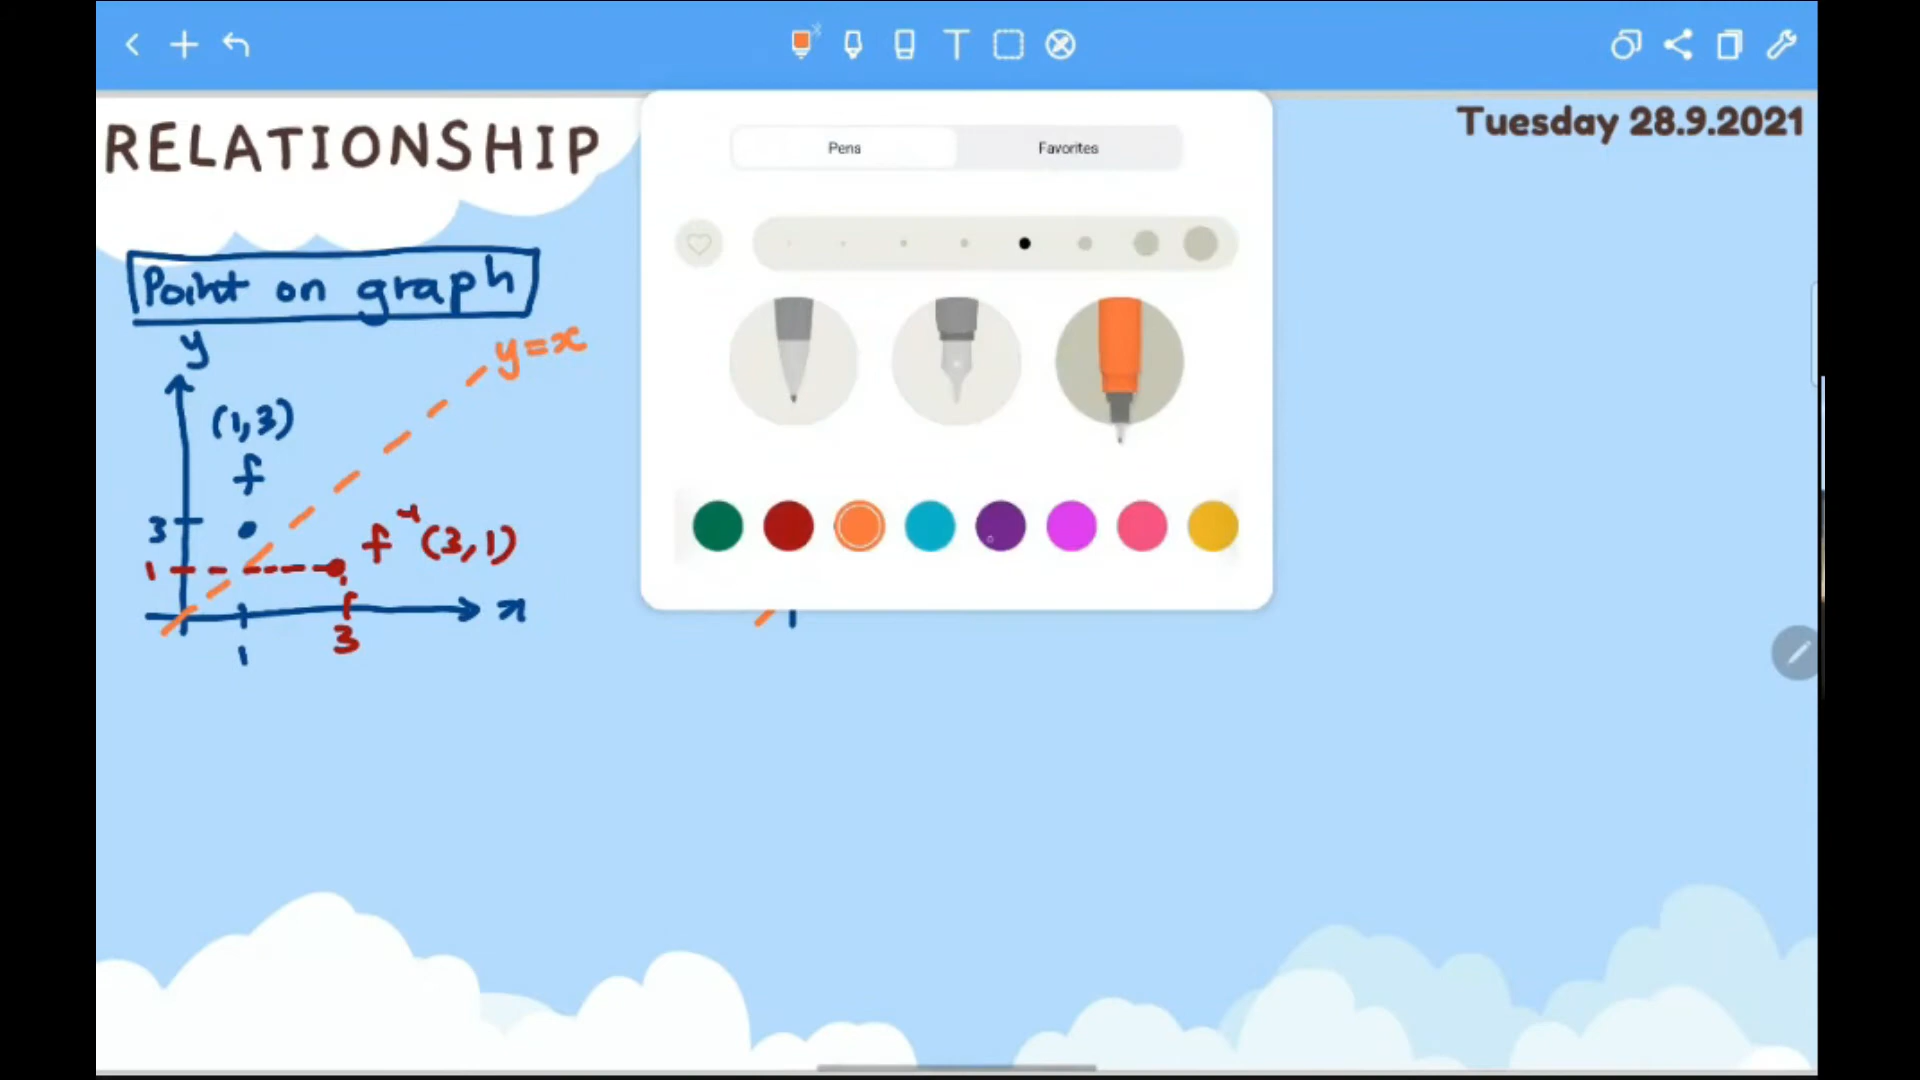 RELATIONSHIP
Tuesday 28.9.2021
Pens
Favorites
Point on graph
y
y=x
(1,3)
f
3
f⁻¹(3,1)
1
x
3
1